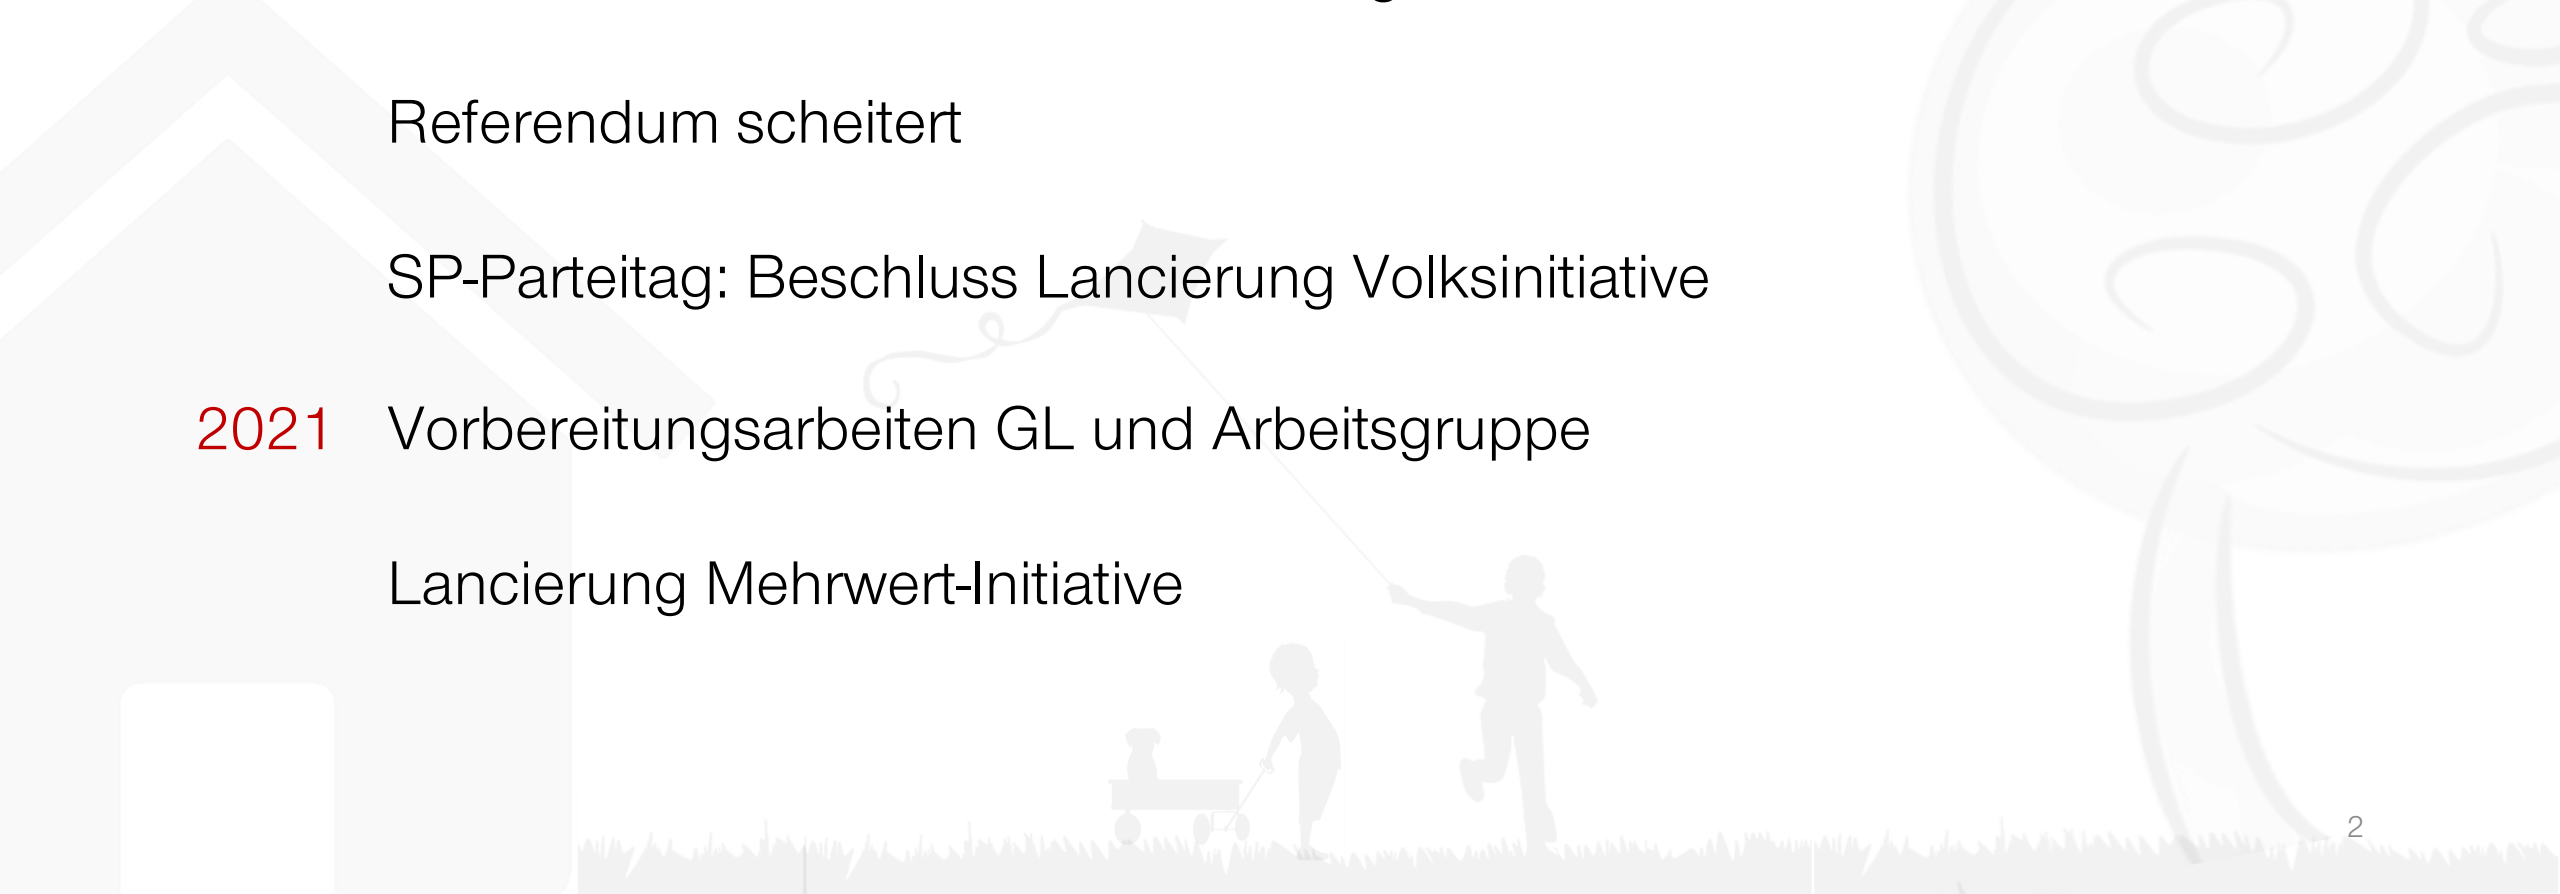 Referendum scheitert
SP-Parteitag: Beschluss Lancierung Volksinitiative
2021 Vorbereitungsarbeiten GL und Arbeitsgruppe
Lancierung Mehrwert-Initiative
2